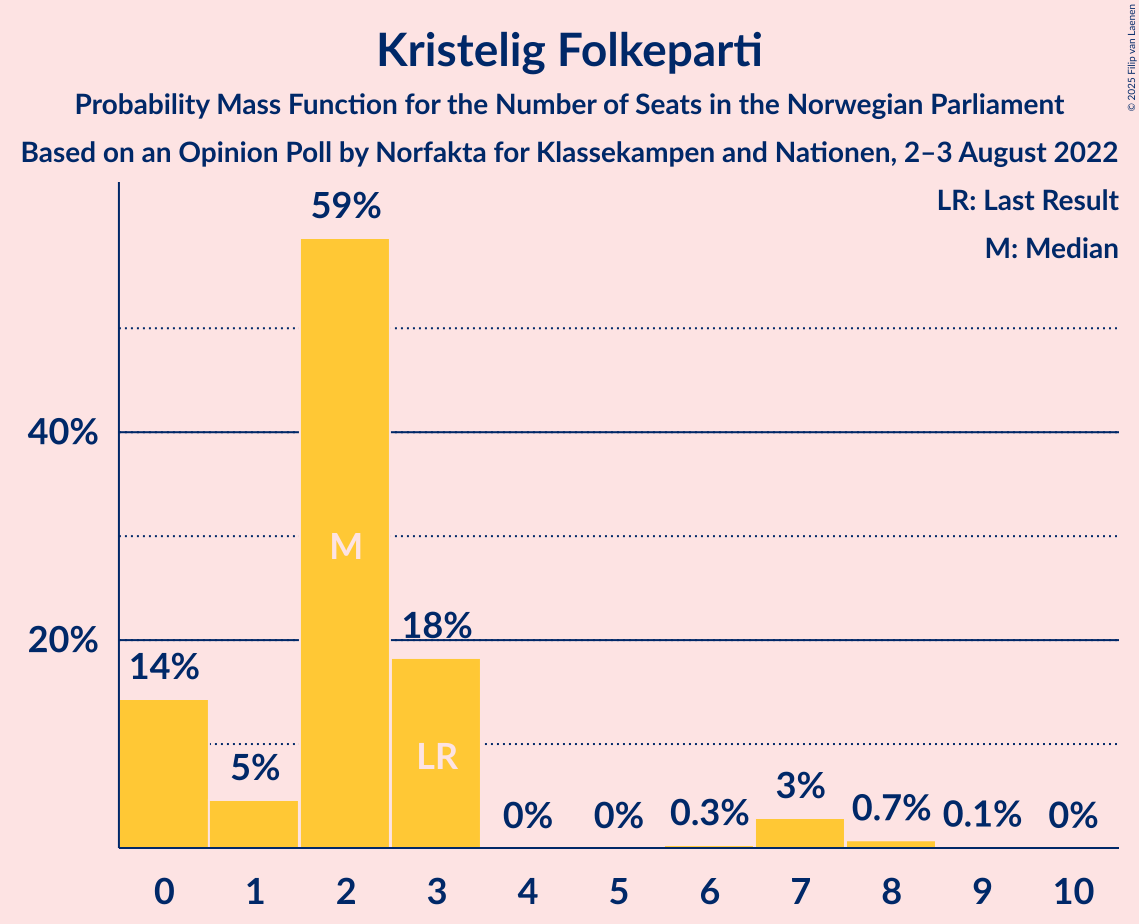 Kristelig Folkeparti
Probability Mass Function for the Number of Seats in the Norwegian Parliament
Based on an Opinion Poll by Norfakta for Klassekampen and Nationen, 2–3 August 2022
© 2025 Filip van Laenen
LR: Last Result
M: Median
59%
40%
M
18%
20%
14%
LR
5%
0%
0%
0.3%
3%
0.7%
0.1%
0%
0 1 2 3 4 5 6 7 8 9 10